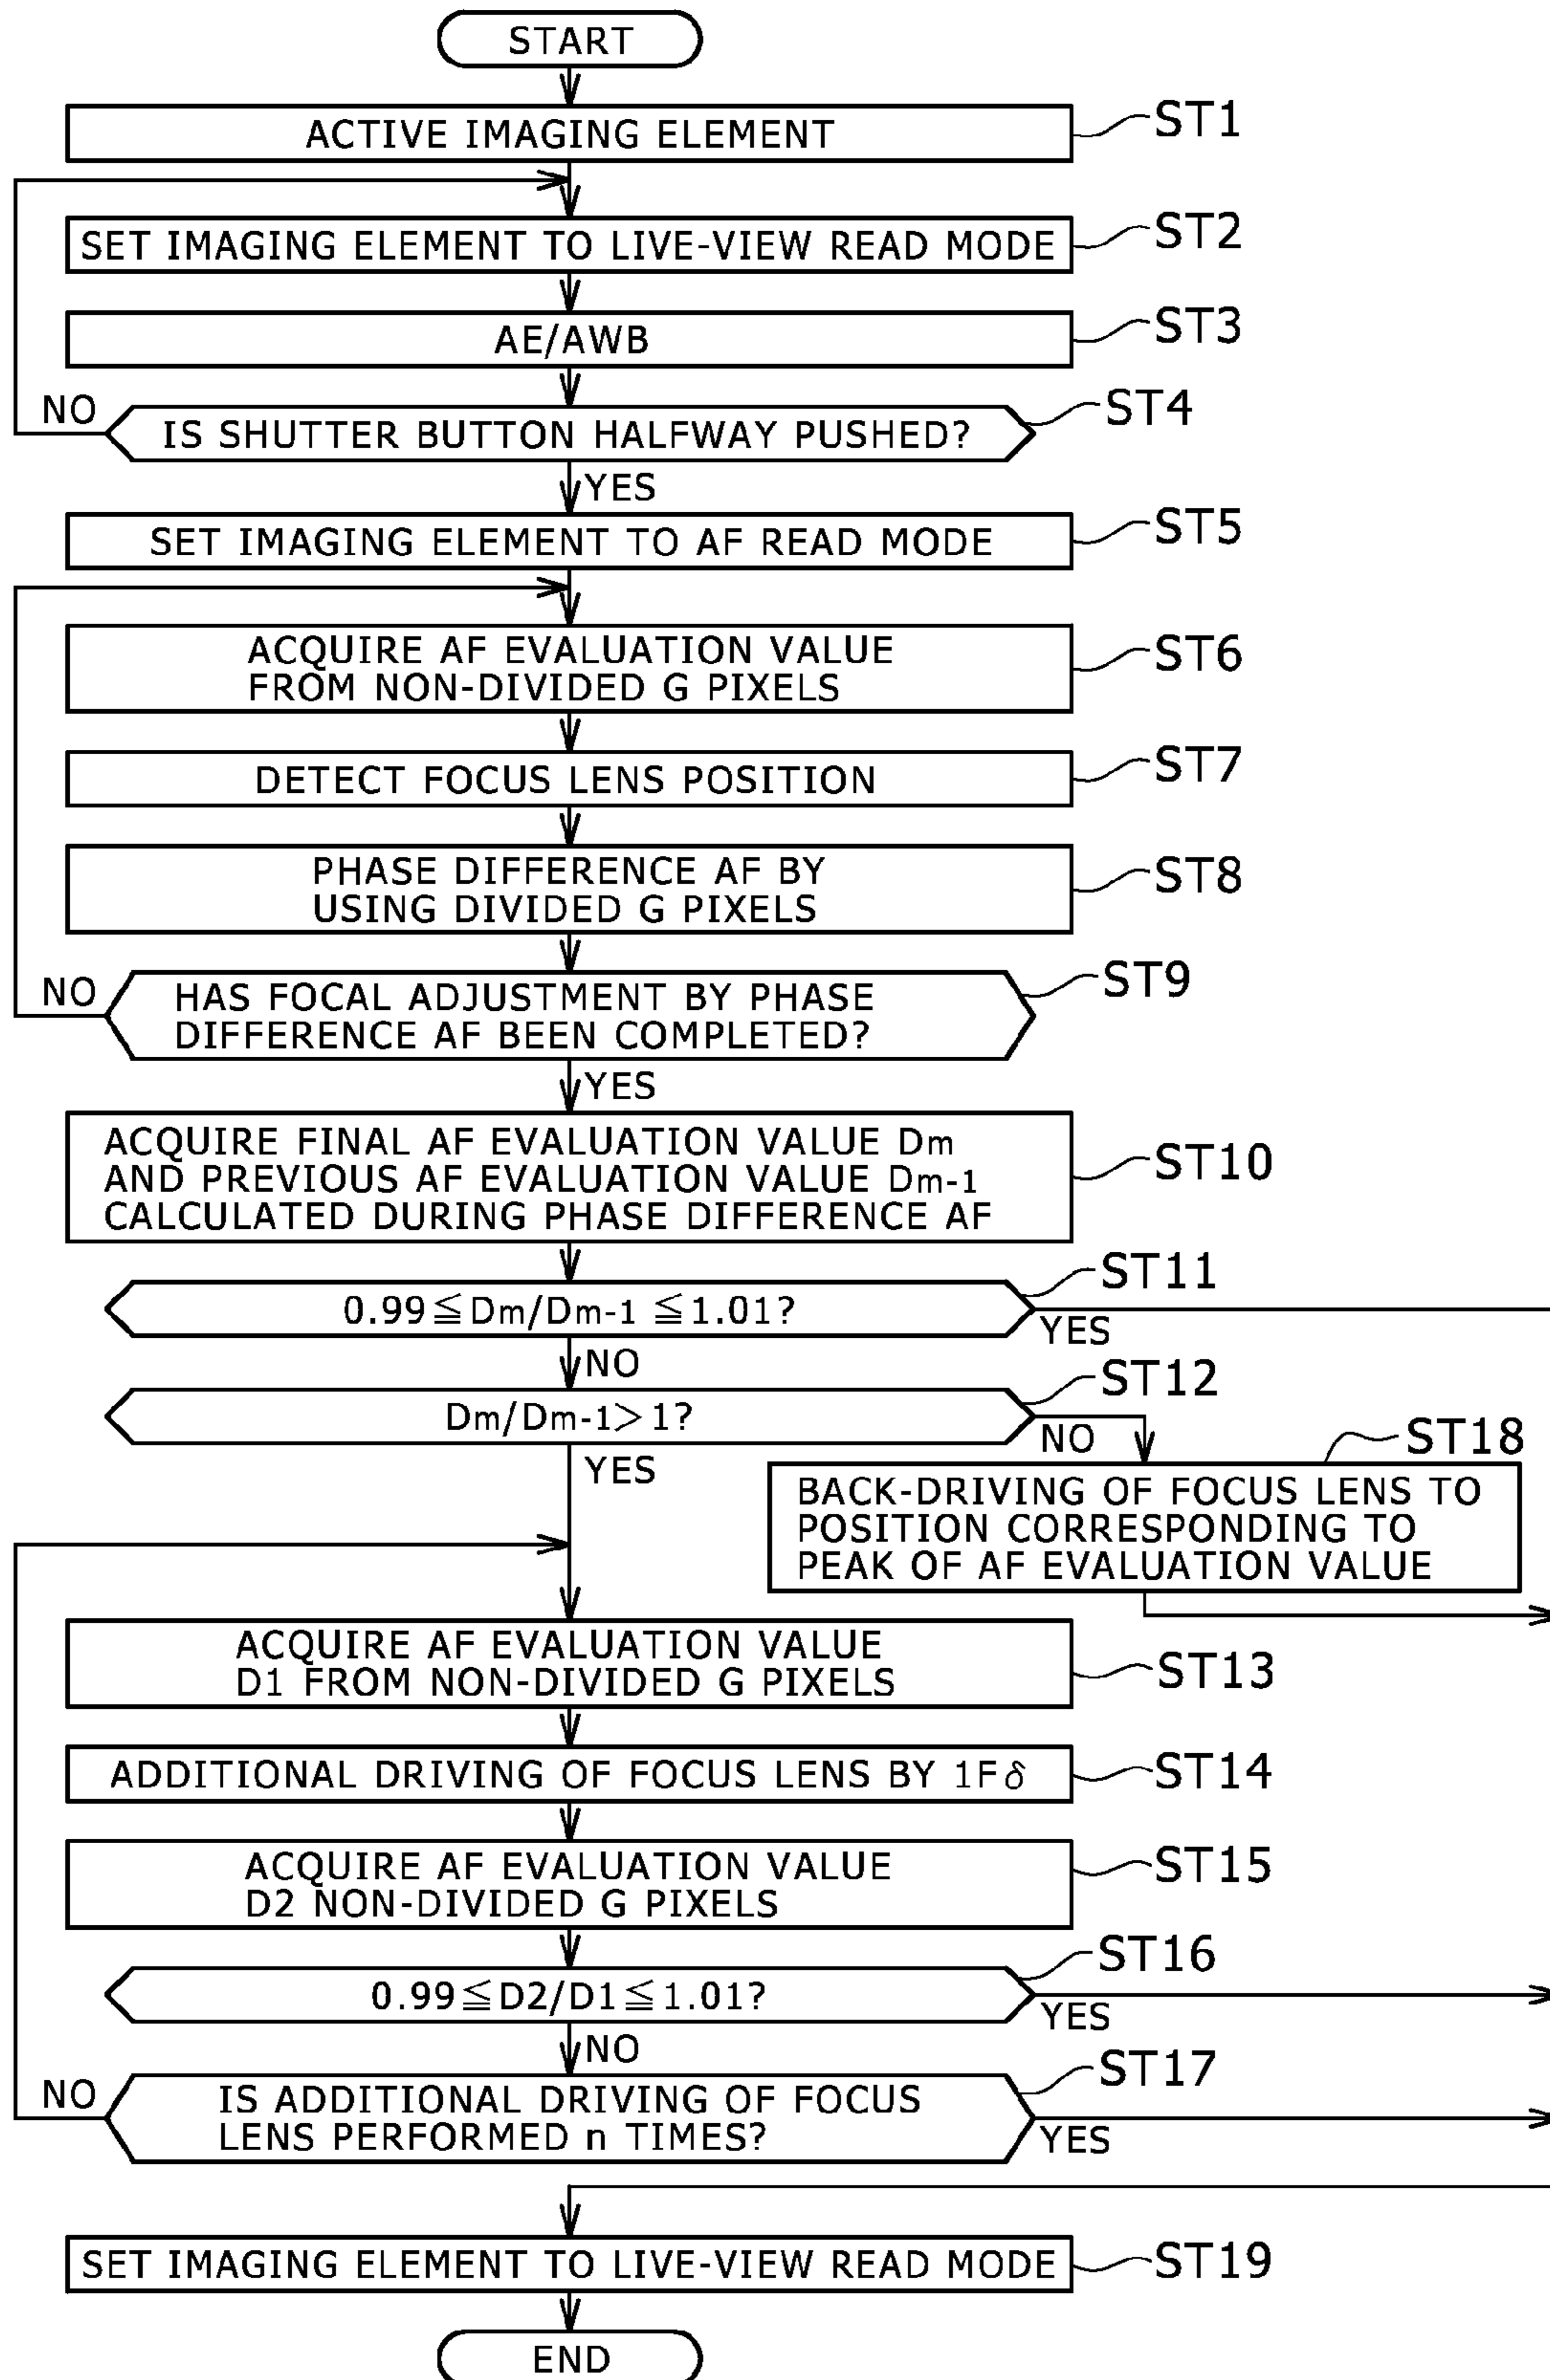 START
ACTIVE IMAGING ELEMENT
ST1
SET IMAGING ELEMENT TO LIVE-VIEW READ MODE
ST2
AE/AWB
ST3
NO
IS SHUTTER BUTTON HALFWAY PUSHED?
ST4
YES
SET IMAGING ELEMENT TO AF READ MODE
ST5
ACQUIRE AF EVALUATION VALUE
FROM NON-DIVIDED G PIXELS
ST6
DETECT FOCUS LENS POSITION
ST7
PHASE DIFFERENCE AF BY
USING DIVIDED G PIXELS
ST8
NO
HAS FOCAL ADJUSTMENT BY PHASE
DIFFERENCE AF BEEN COMPLETED?
ST9
YES
ACQUIRE FINAL AF EVALUATION VALUE Dm
AND PREVIOUS AF EVALUATION VALUE Dm-1
CALCULATED DURING PHASE DIFFERENCE AF
ST10
0.99≦Dm/Dm-1 ≦1.01?
ST11
YES
NO
Dm/Dm-1>1?
ST12
NO
YES
ST18
BACK-DRIVING OF FOCUS LENS TO
POSITION CORRESPONDING TO
PEAK OF AF EVALUATION VALUE
ACQUIRE AF EVALUATION VALUE
D1 FROM NON-DIVIDED G PIXELS
ST13
ADDITIONAL DRIVING OF FOCUS LENS BY 1Fδ
ST14
ACQUIRE AF EVALUATION VALUE
D2 NON-DIVIDED G PIXELS
ST15
0.99≦D2/D1≦1.01?
ST16
YES
NO
NO
IS ADDITIONAL DRIVING OF FOCUS
LENS PERFORMED n TIMES?
ST17
YES
SET IMAGING ELEMENT TO LIVE-VIEW READ MODE
ST19
END